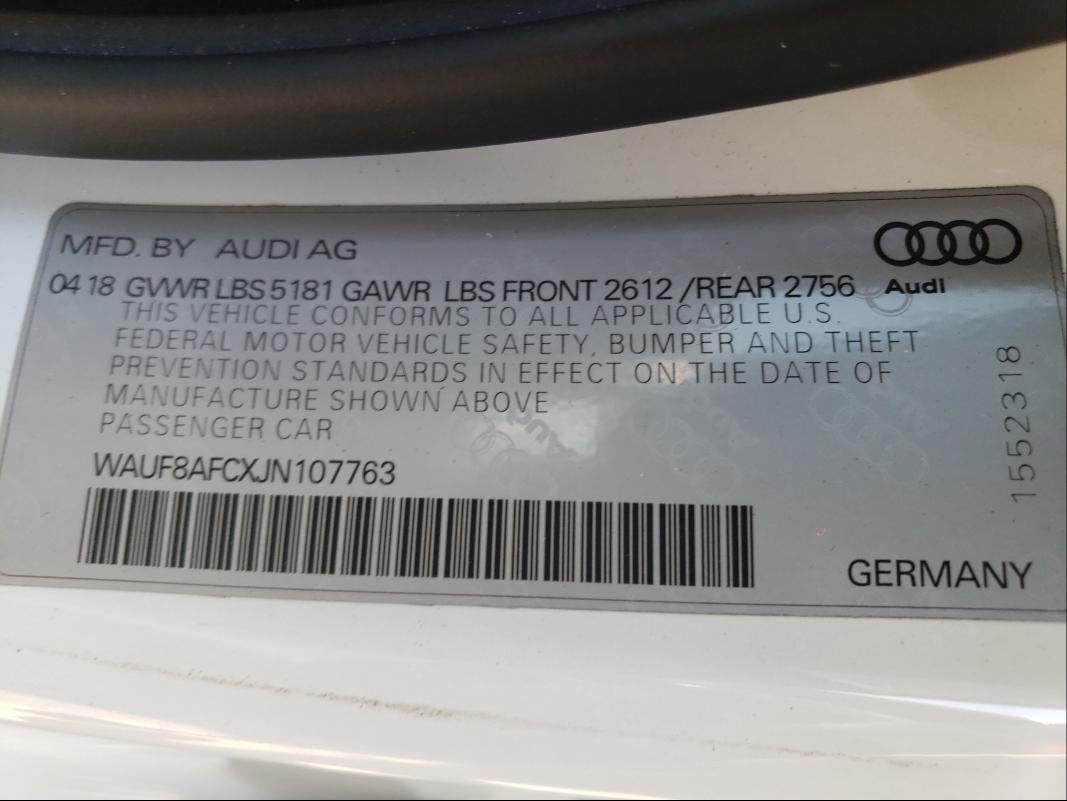 MFD. BY AUDI AG
04 18 GVWR LBS 5181 GAWR LBS FRONT 2612 /REAR 2756
Audi
THIS VEHICLE CONFORMS TO ALL APPLICABLE U.S.
FEDERAL MOTOR VEHICLE SAFETY, BUMPER AND THEFT
PREVENTION STANDARDS IN EFFECT ON THE DATE OF
MANUFACTURE SHOWN ABOVE
PASSENGER CAR
WAUF8AFCXJN107763
GERMANY
1552318